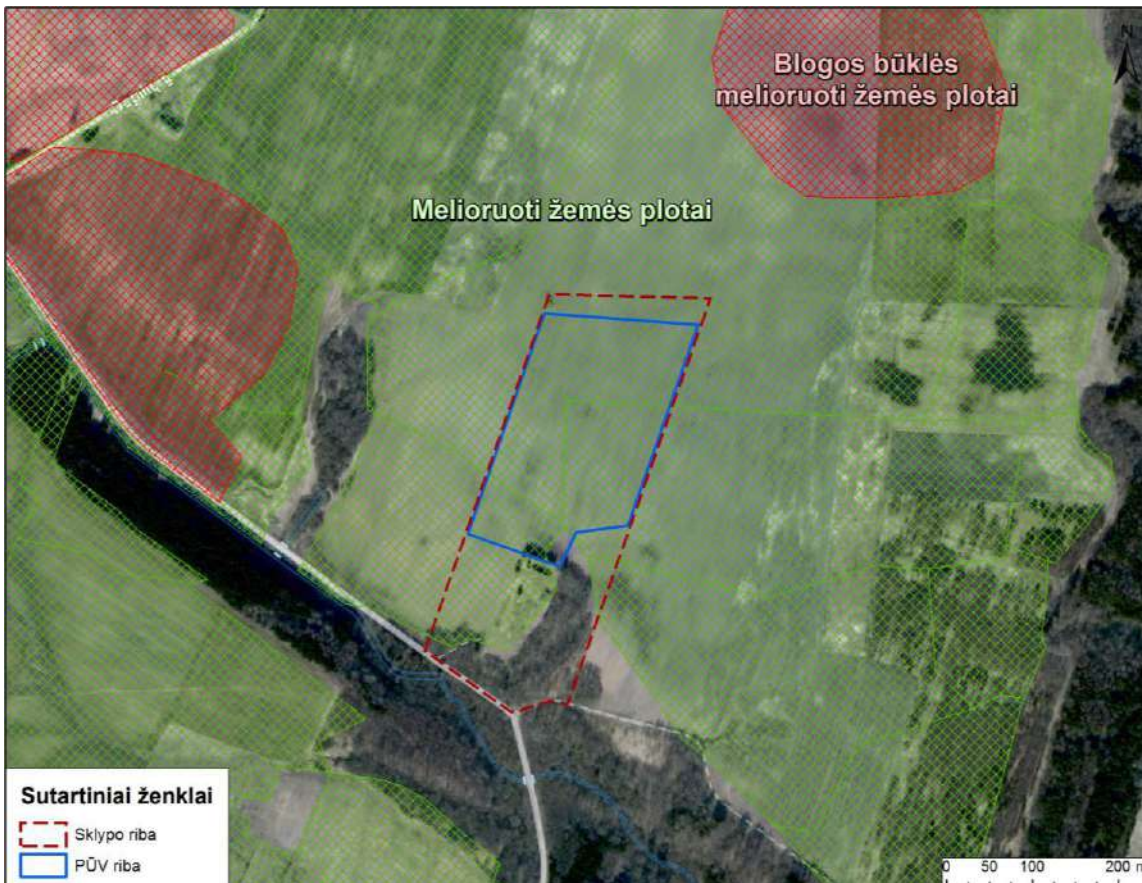 N
Blogos būklės
melioruoti žemės plotai
Melioruoti žemės plotai
Sutartiniai ženklai
Sklypo riba
PŪV riba
0 50 100 200 m